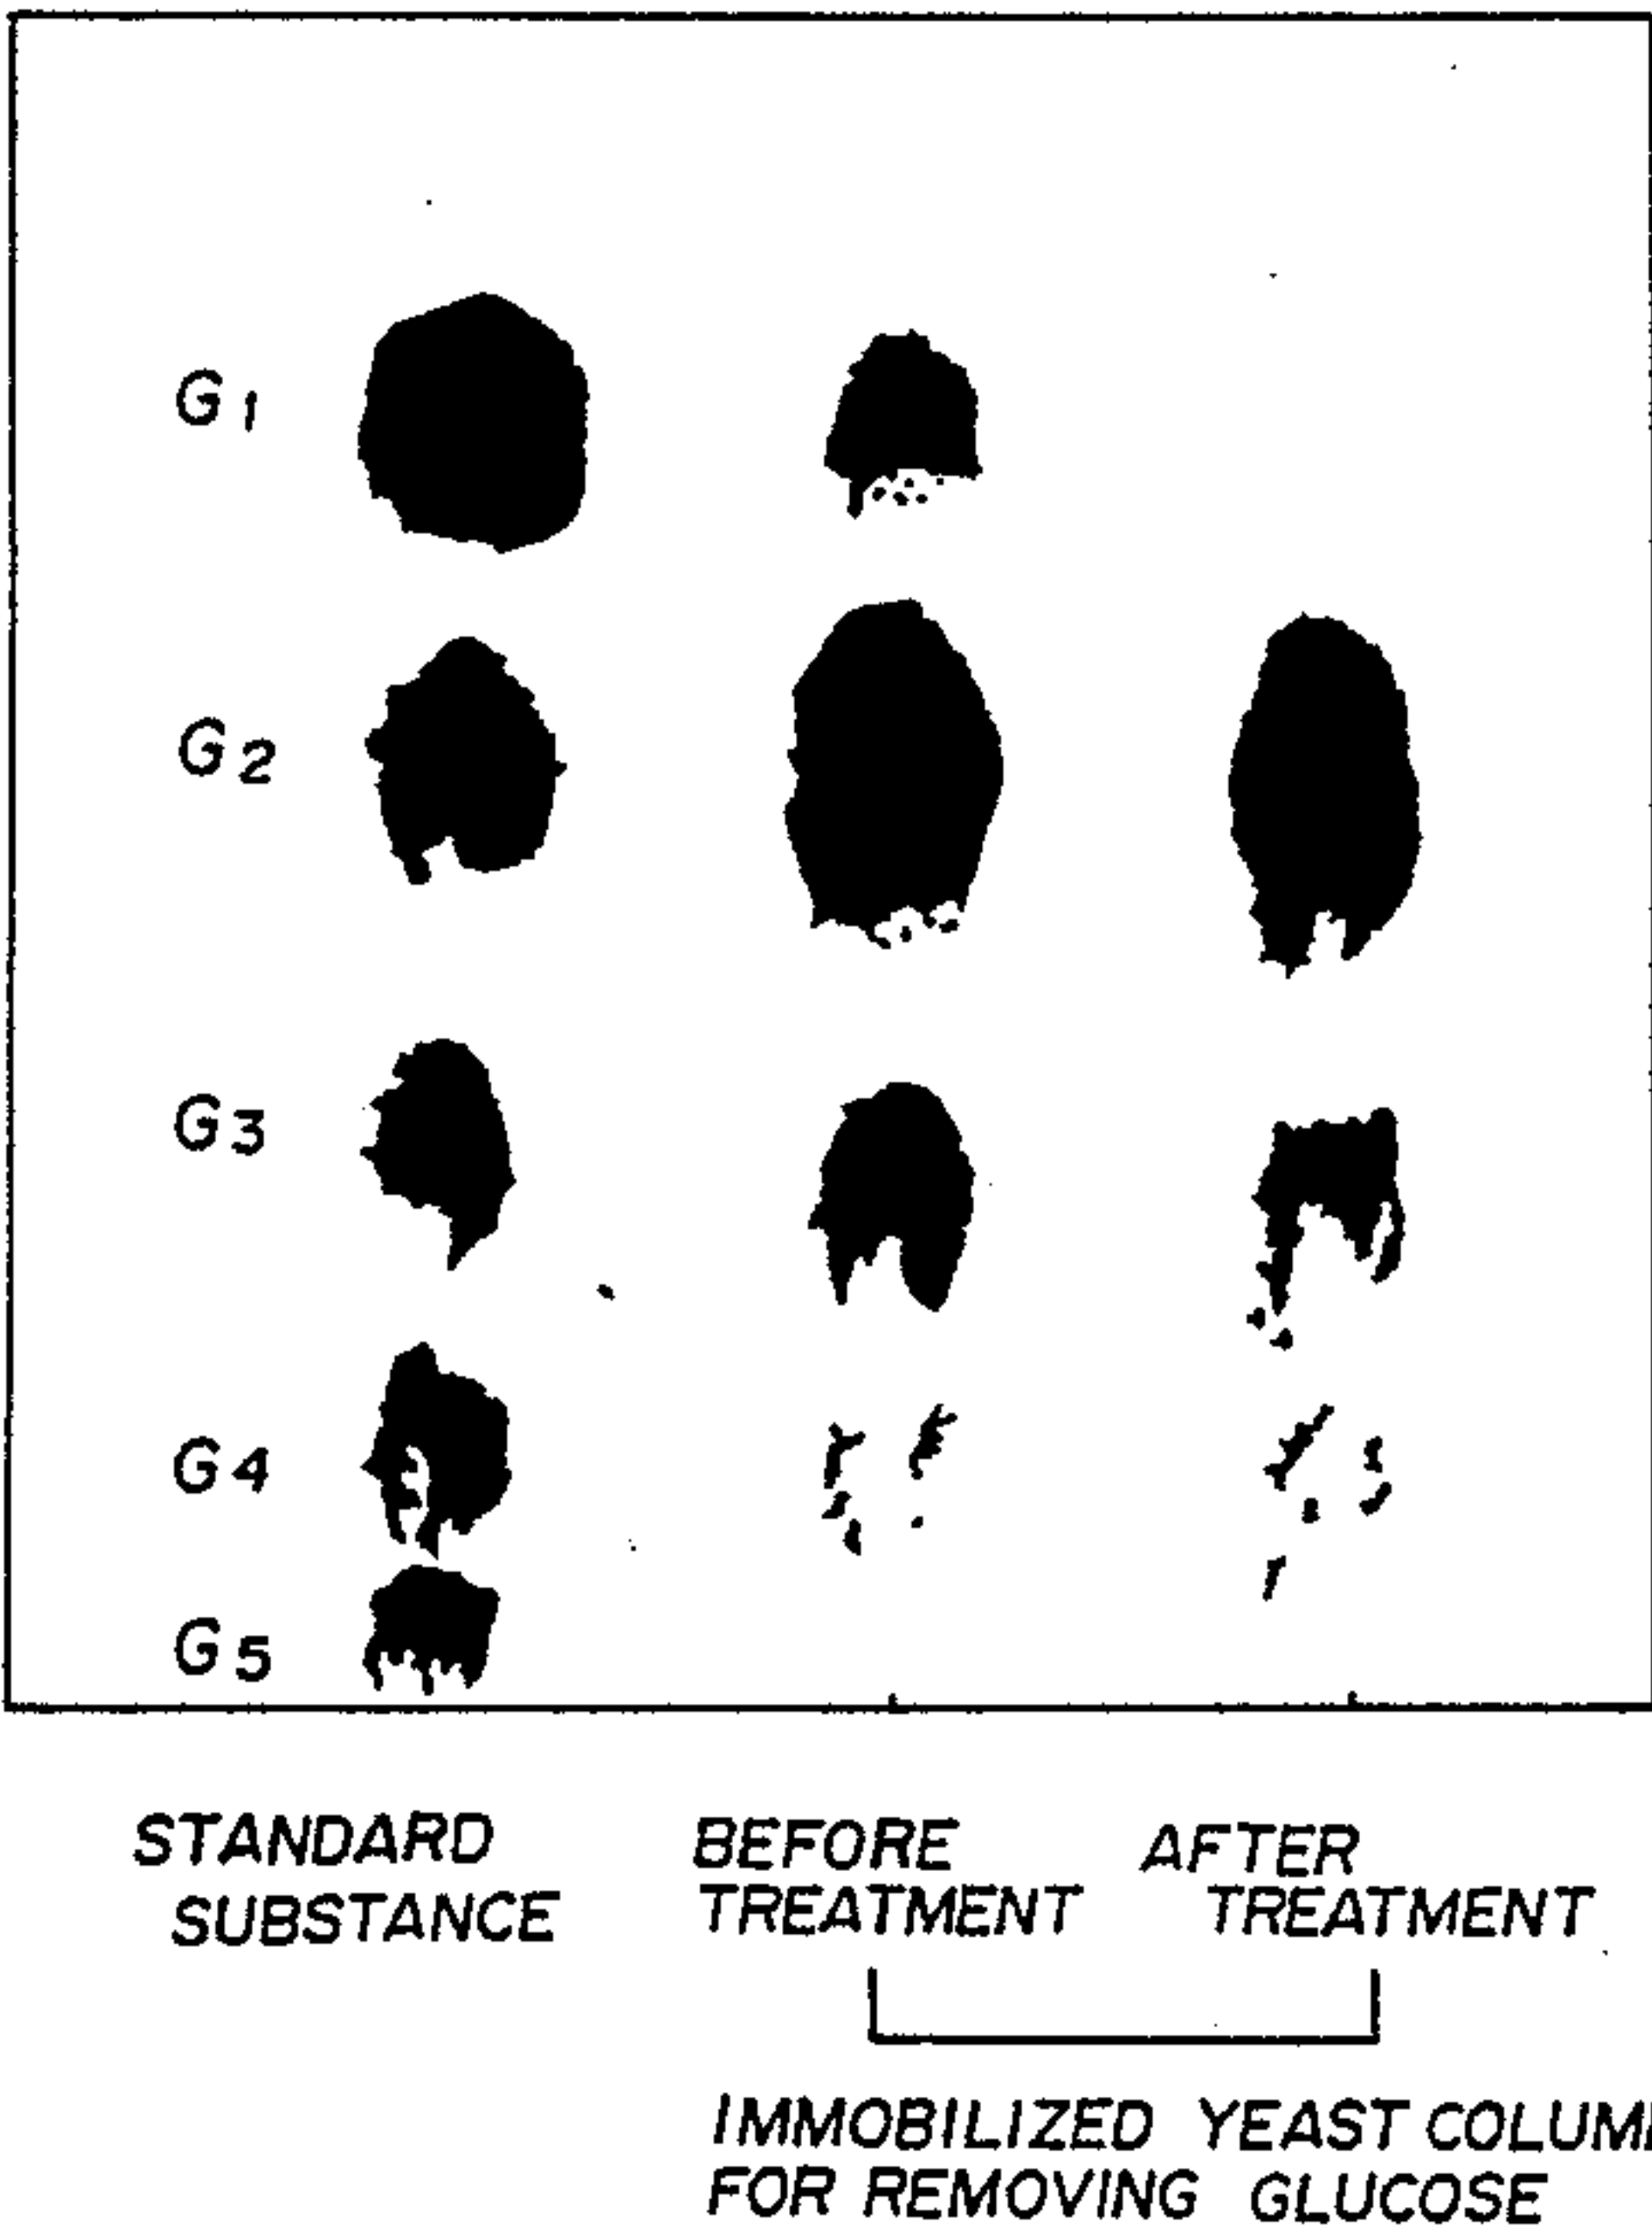 G1
G2
G3
G4
G5
STANDARD SUBSTANCE
BEFORE TREATMENT
AFTER TREATMENT
IMMOBILIZED YEAST
FOR REMOVING GLUCOSE